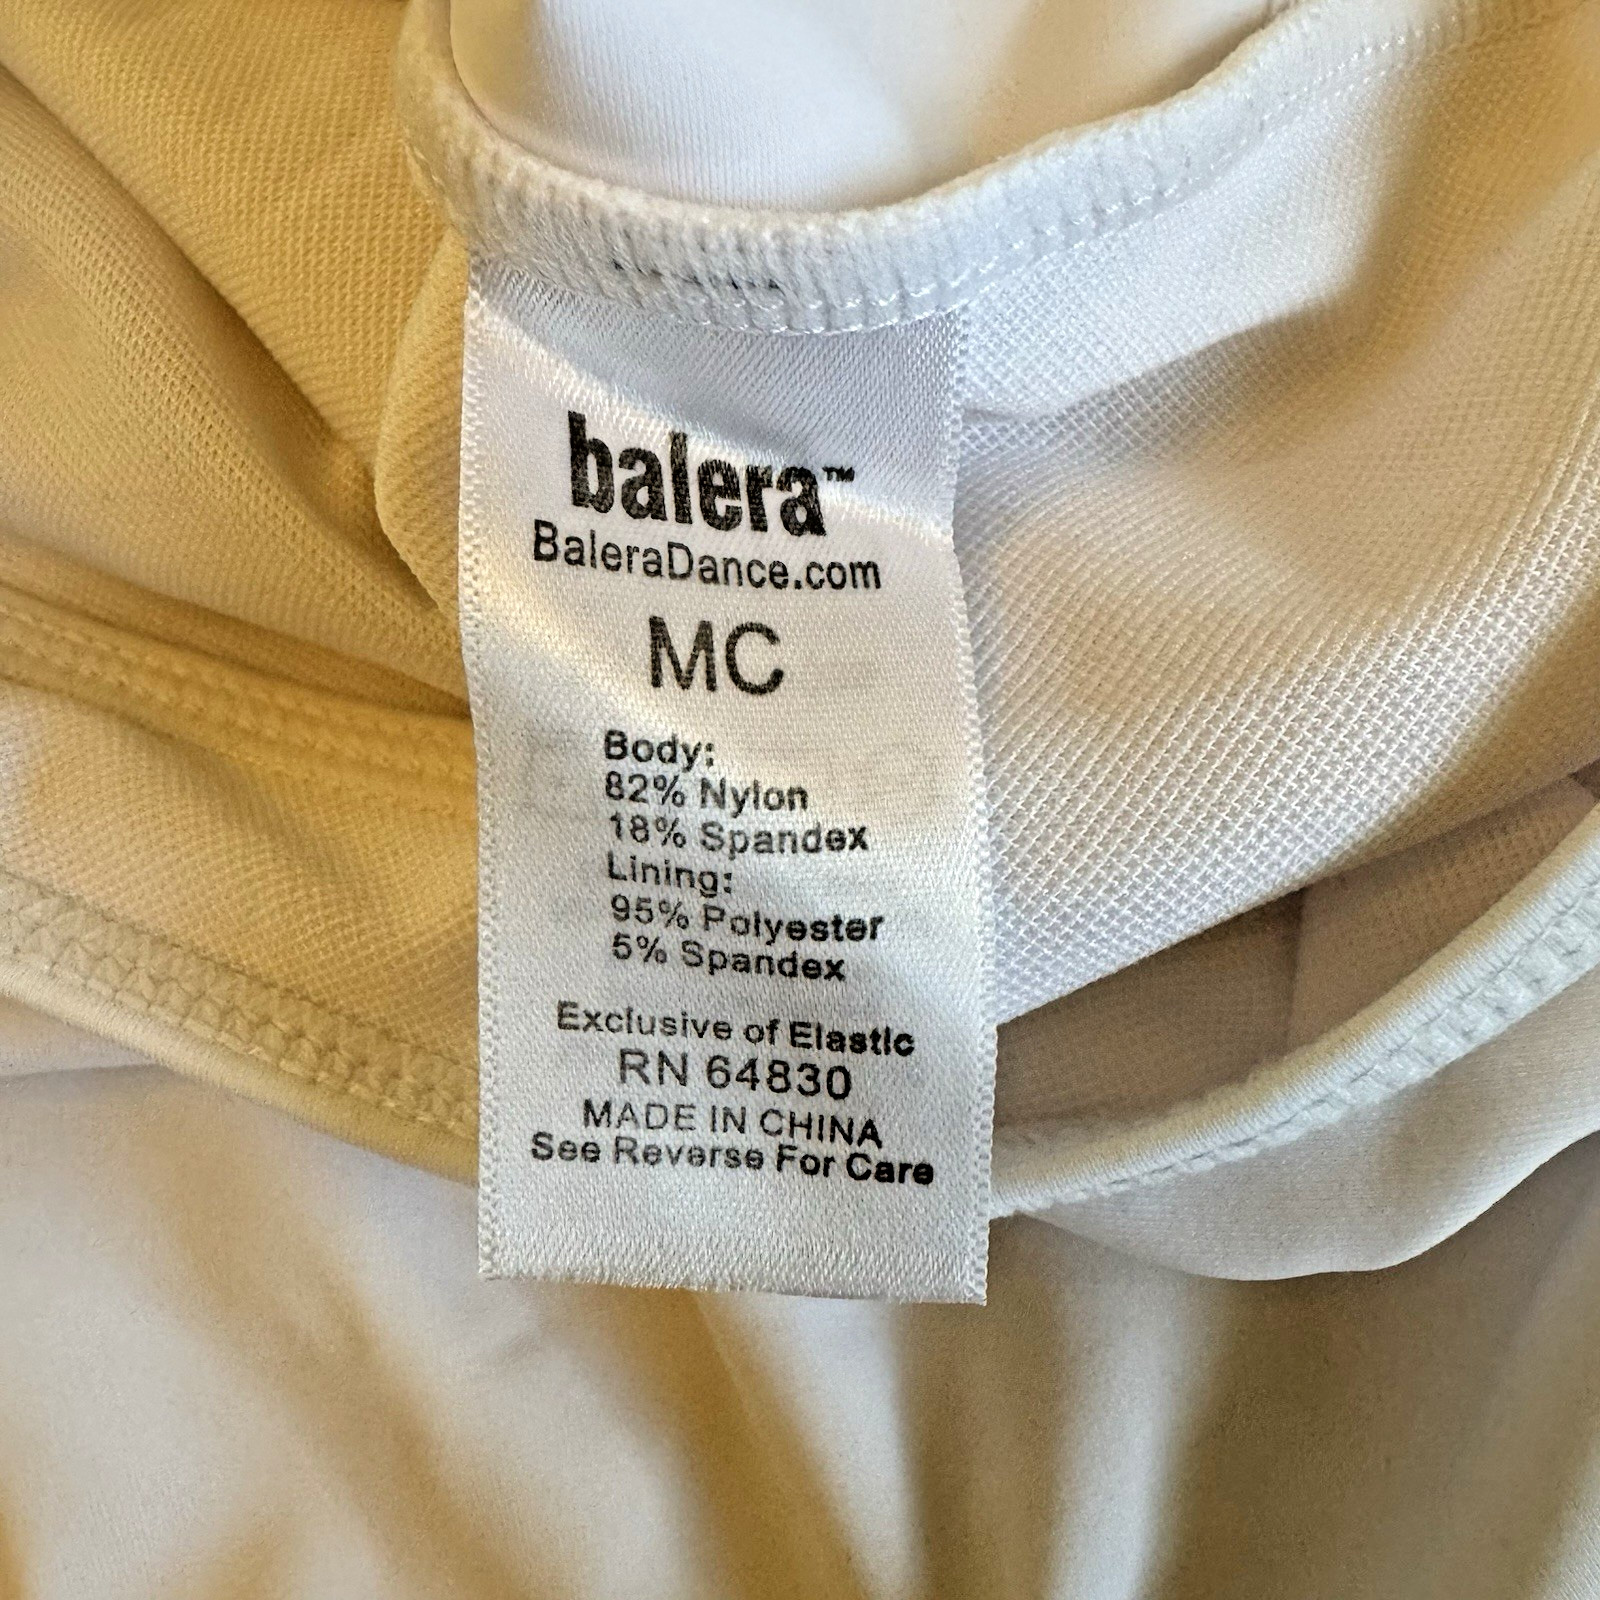 balera™
BaleraDance.com
MC
Body:
82% Nylon
18% Spandex
Lining:
95% Polyester
5% Spandex
Exclusive of Elastic
RN 64830
MADE IN CHINA
See Reverse For Care